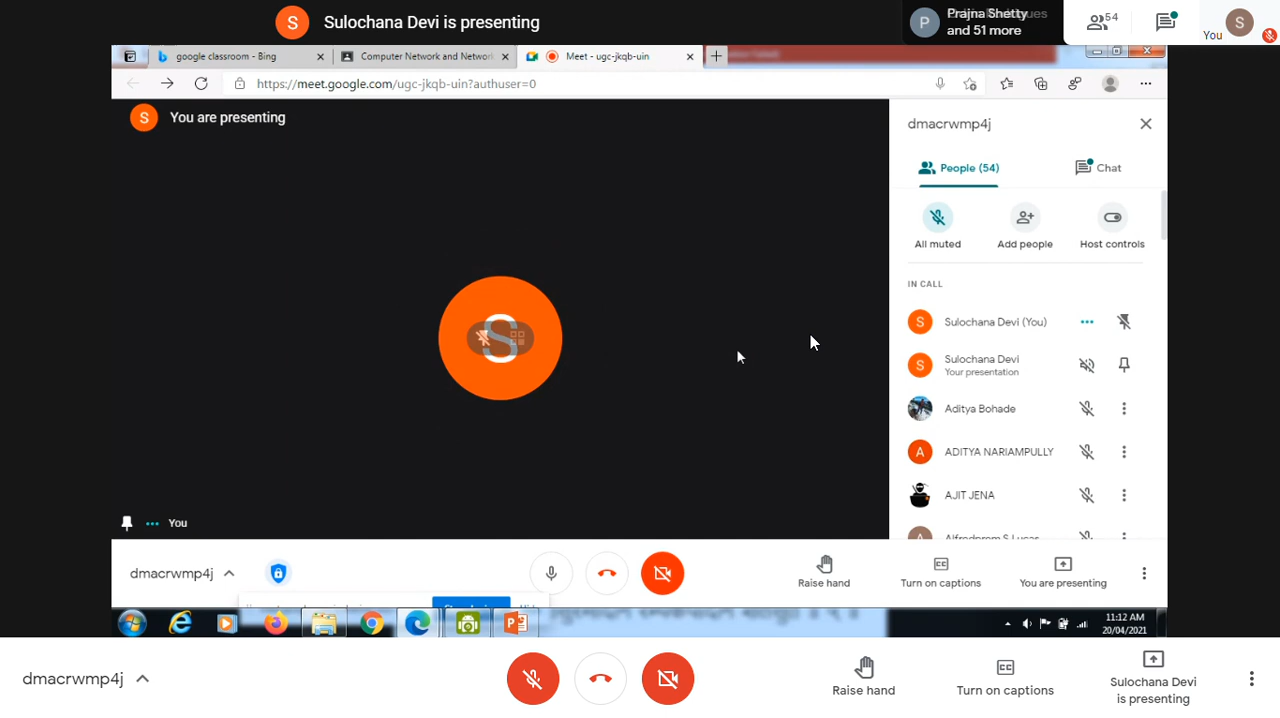 S Sulochana Devi is presenting
P Prajna Shetty
and 51 more
54
You
S
google classroom - Bing
Computer Network and Networ
Meet - ugc-jkqb-uin
https://meet.google.com/ugc-jkqb-uin?authuser=0
S You are presenting
dmacrwmp4j
People (54)
Chat
All muted
Add people
Host controls
IN CALL
S Sulochana Devi (You)
S Sulochana Devi
Your presentation
Aditya Bohade
A ADITYA NARIAMPULLY
AJIT JENA
A Alfredprem S Lucas
S
You
dmacrwmp4j
Raise hand
Turn on captions
You are presenting
11:12 AM
20/04/2021
dmacrwmp4j
Raise hand
Turn on captions
Sulochana Devi
is presenting